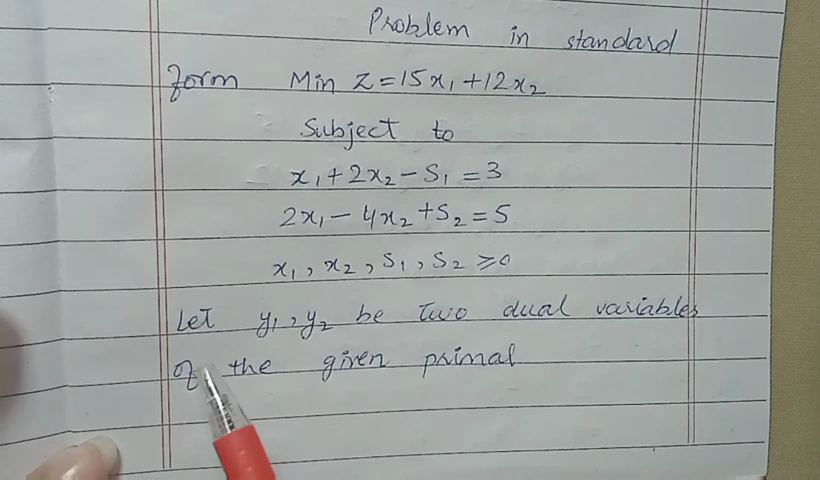 Problem in standard
form Min Z = 15x₁ + 12x₂
Subject to
x₁ + 2x₂ - S₁ = 3
2x₁ - 4x₂ + S₂ = 5
x₁, x₂, S₁, S₂ ≥ 0
Let y₁, y₂ be two dual variables
of the given primal